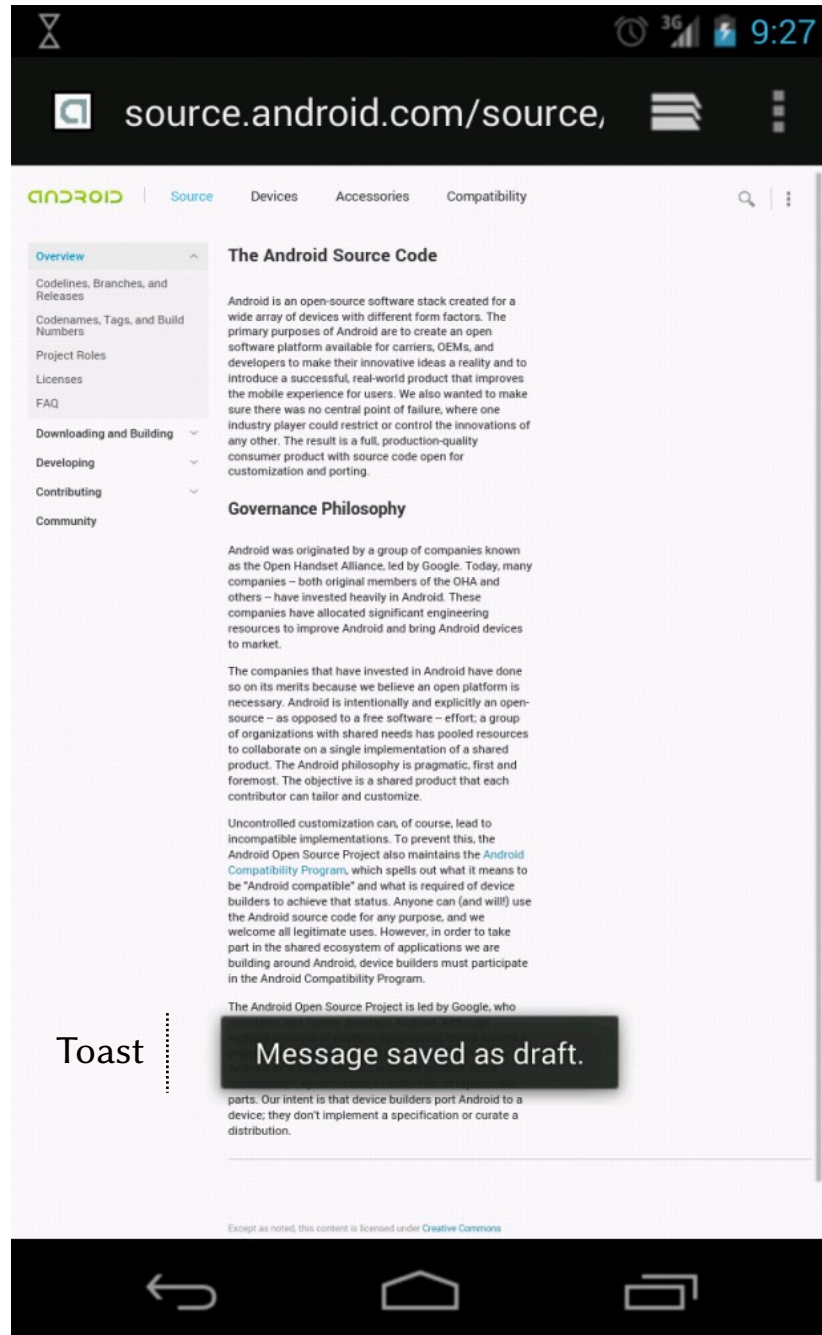 3G 9:27
source.android.com/source/
ANDROID Source Devices Accessories Compatibility
Overview
Codelines, Branches, and
Releases
Codenames, Tags, and Build
Numbers
Project Roles
Licenses
FAQ
Downloading and Building
Developing
Contributing
Community
The Android Source Code
Android is an open-source software stack created for a
wide array of devices with different form factors. The
primary purposes of Android are to create an open
software platform available for carriers, OEMs, and
developers to make their innovative ideas a reality and to
introduce a successful, real-world product that improves
the mobile experience for users. We also wanted to make
sure there was no central point of failure, where one
industry player could restrict or control the innovations of
any other. The result is a full, production-quality
consumer product with source code open for
customization and porting.
Governance Philosophy
Android was originated by a group of companies known
as the Open Handset Alliance, led by Google. Today, many
companies – both original members of the OHA and
others – have invested heavily in Android. These
companies have allocated significant engineering
resources to improve Android and bring Android devices
to market.
The companies that have invested in Android have done
so on its merits because we believe an open platform is
necessary. Android is intentionally and explicitly an open-
source – as opposed to a free software – effort; a group
of organizations with shared needs has pooled resources
to collaborate on a single implementation of a shared
product. The Android philosophy is pragmatic, first and
foremost. The objective is a shared product that each
contributor can tailor and customize.
Uncontrolled customization can, of course, lead to
incompatible implementations. To prevent this, the
Android Open Source Project also maintains the Android
Compatibility Program, which spells out what it means to
be "Android compatible" and what is required of device
builders to achieve that status. Anyone can (and will!) use
the Android source code for any purpose, and we
welcome all legitimate uses. However, in order to take
part in the shared ecosystem of applications we are
building around Android, device builders must participate
in the Android Compatibility Program.
The Android Open Source Project is led by Google, who
Toast
Message saved as draft.
parts. Our intent is that device builders port Android to a
device; they don't implement a specification or curate a
distribution.
Except as noted, this content is licensed under Creative Commons